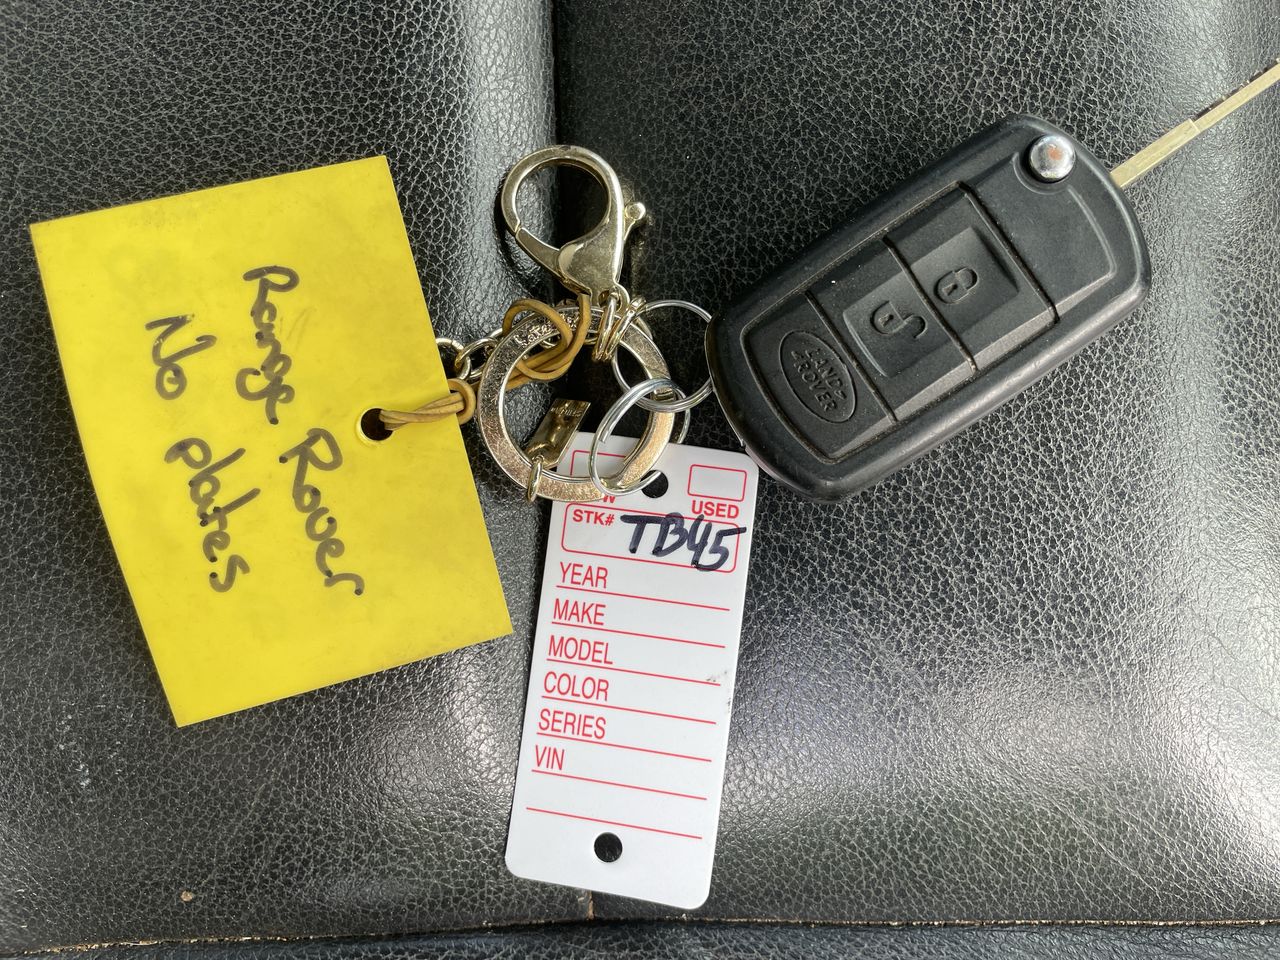 Range Rover
No plates
USED
STK# TB45
YEAR
MAKE
MODEL
COLOR
SERIES
VIN
LAND
ROVER